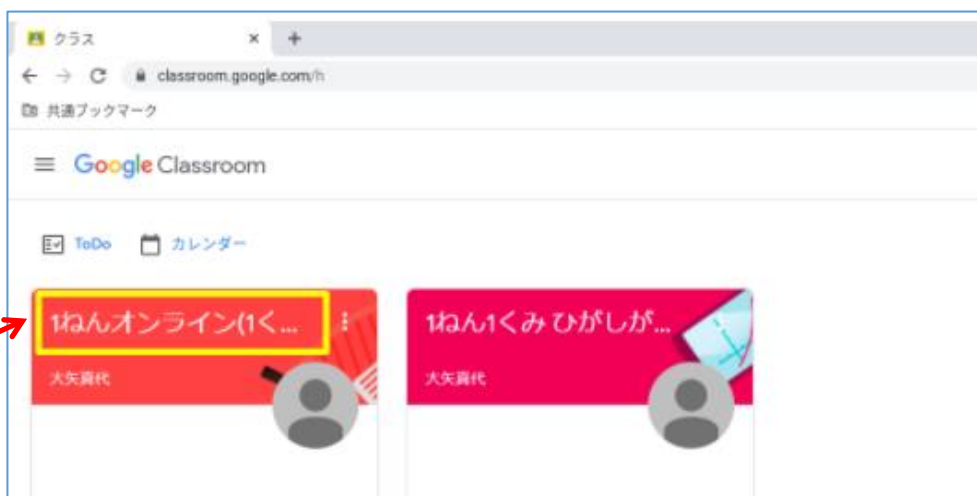 クラス
classroom.google.com/h
共通ブックマーク
Google Classroom
ToDo カレンダー
1ねんオンライン(1く...
大矢真代
1ねん1くみ ひがしが...
大矢真代